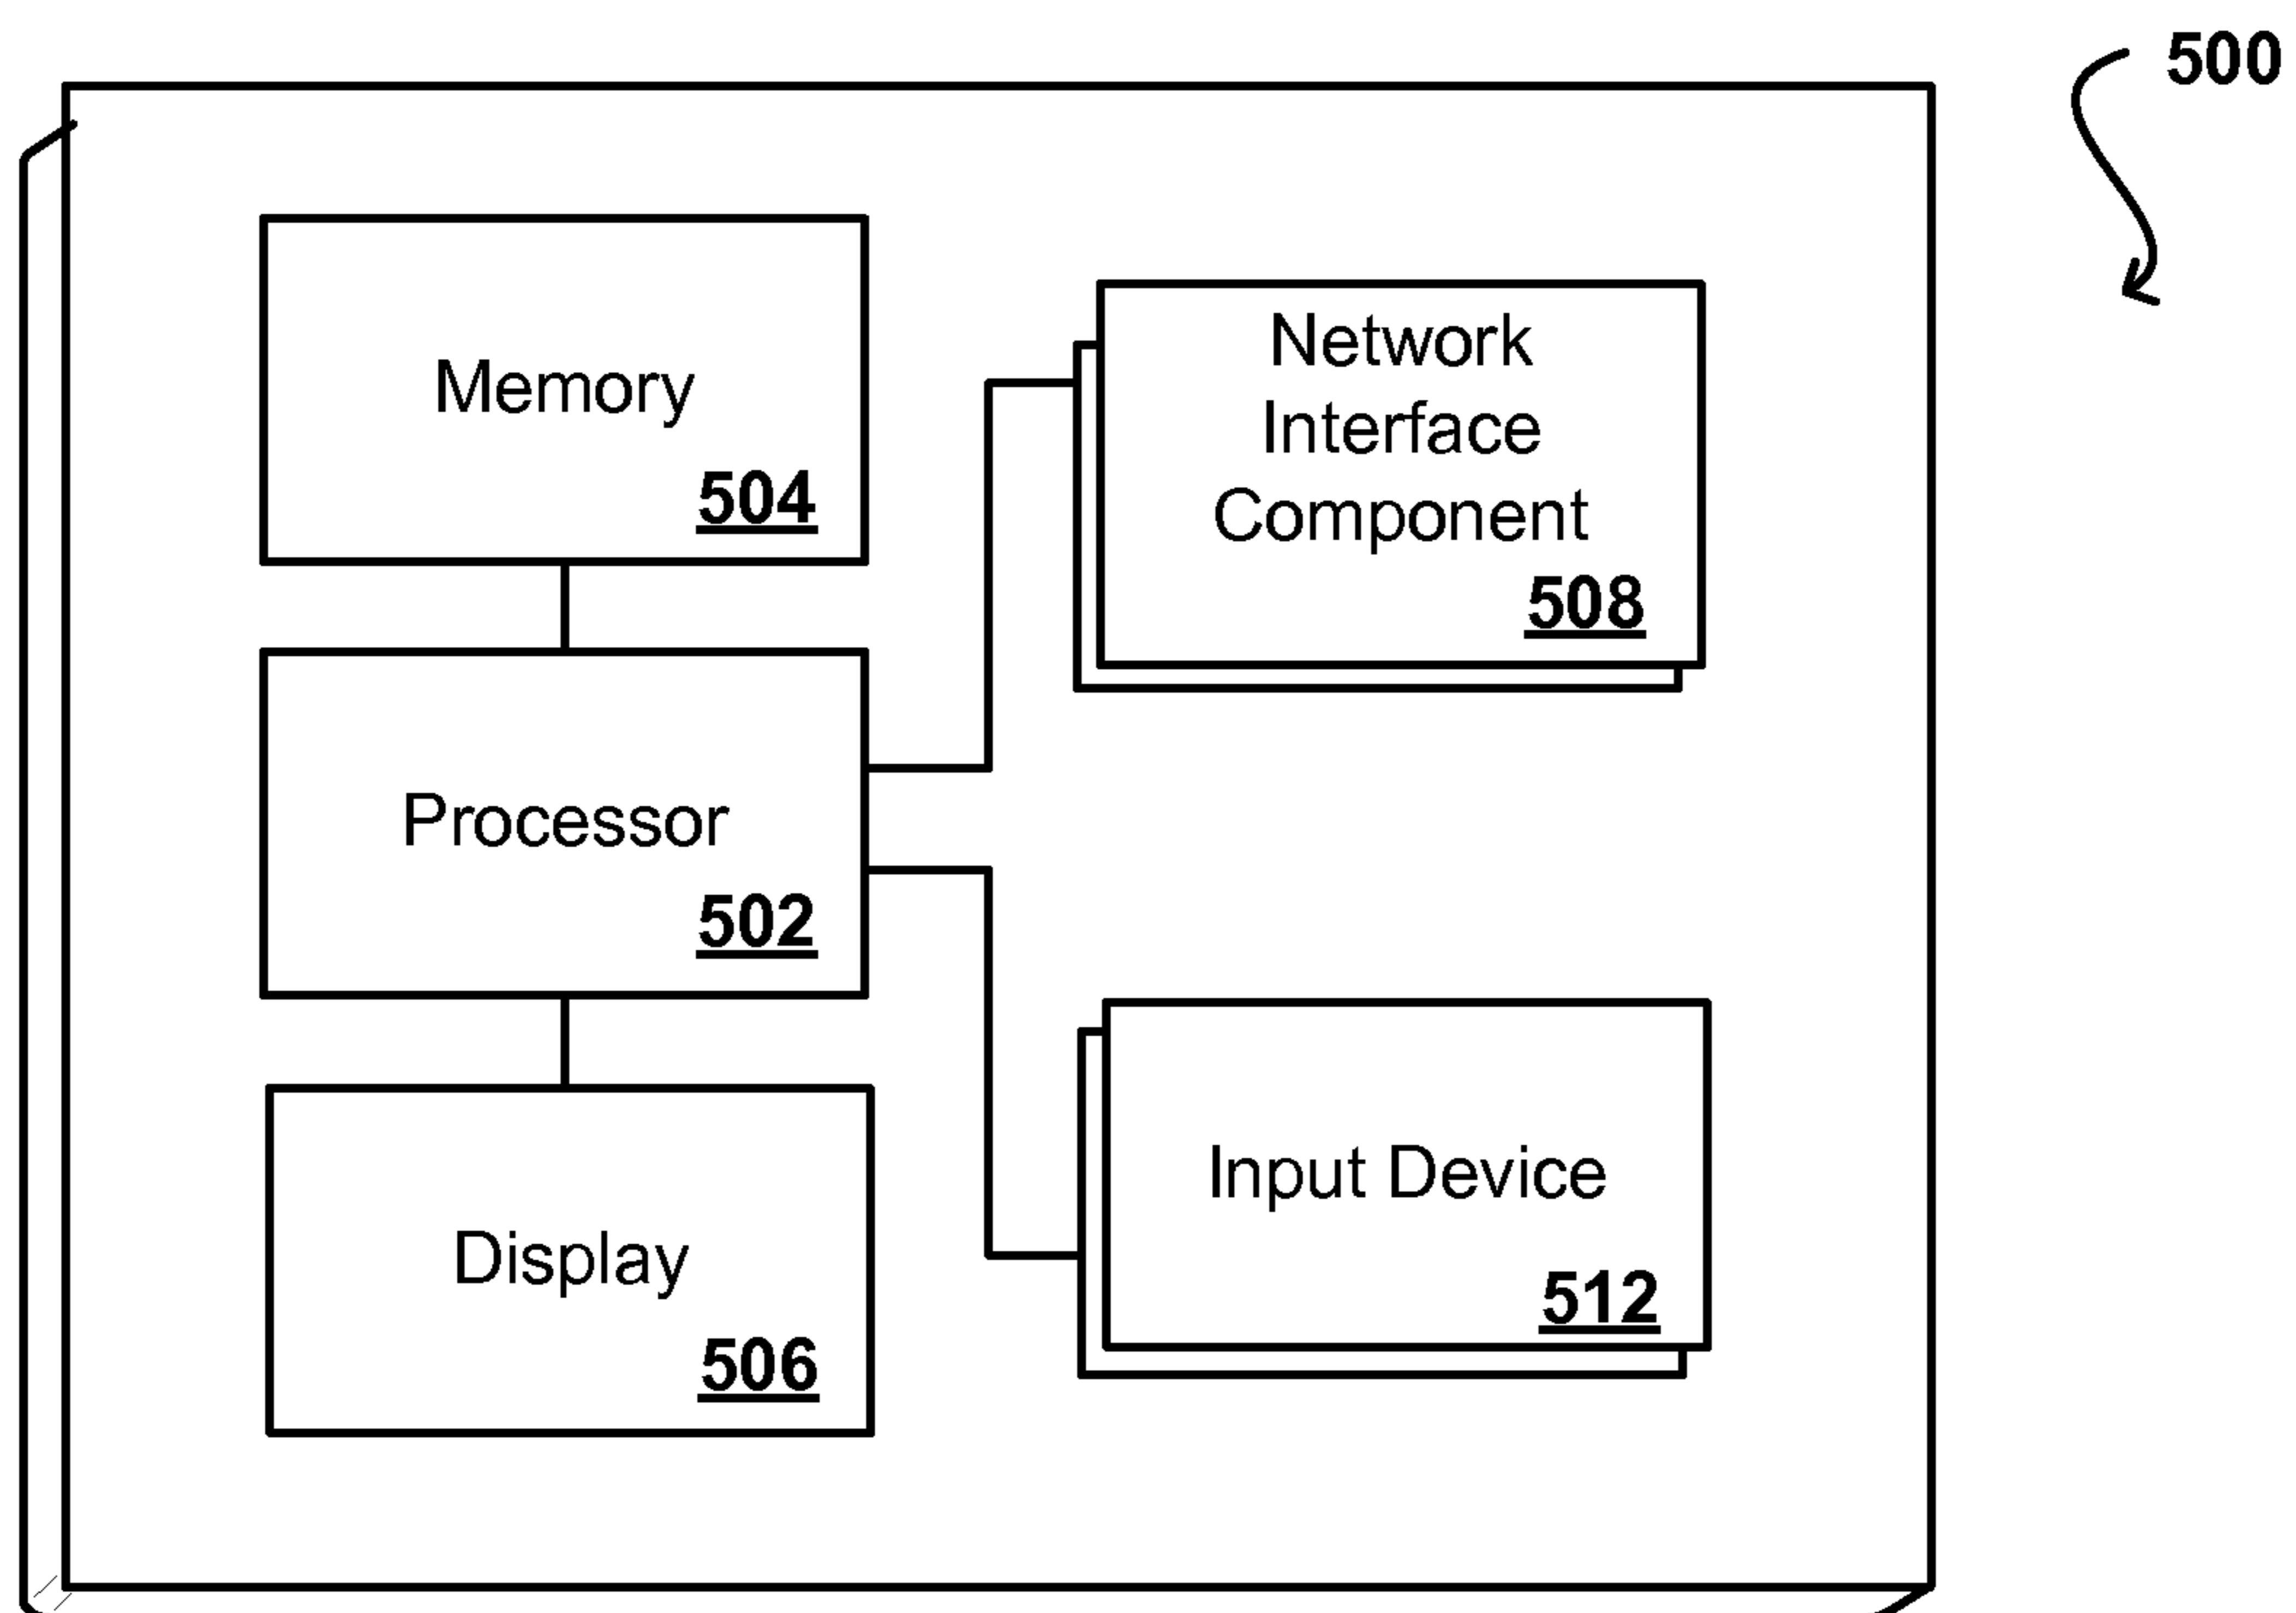 500
Memory
504
Network
Interface
Component
508
Processor
502
Input Device
512
Display
506